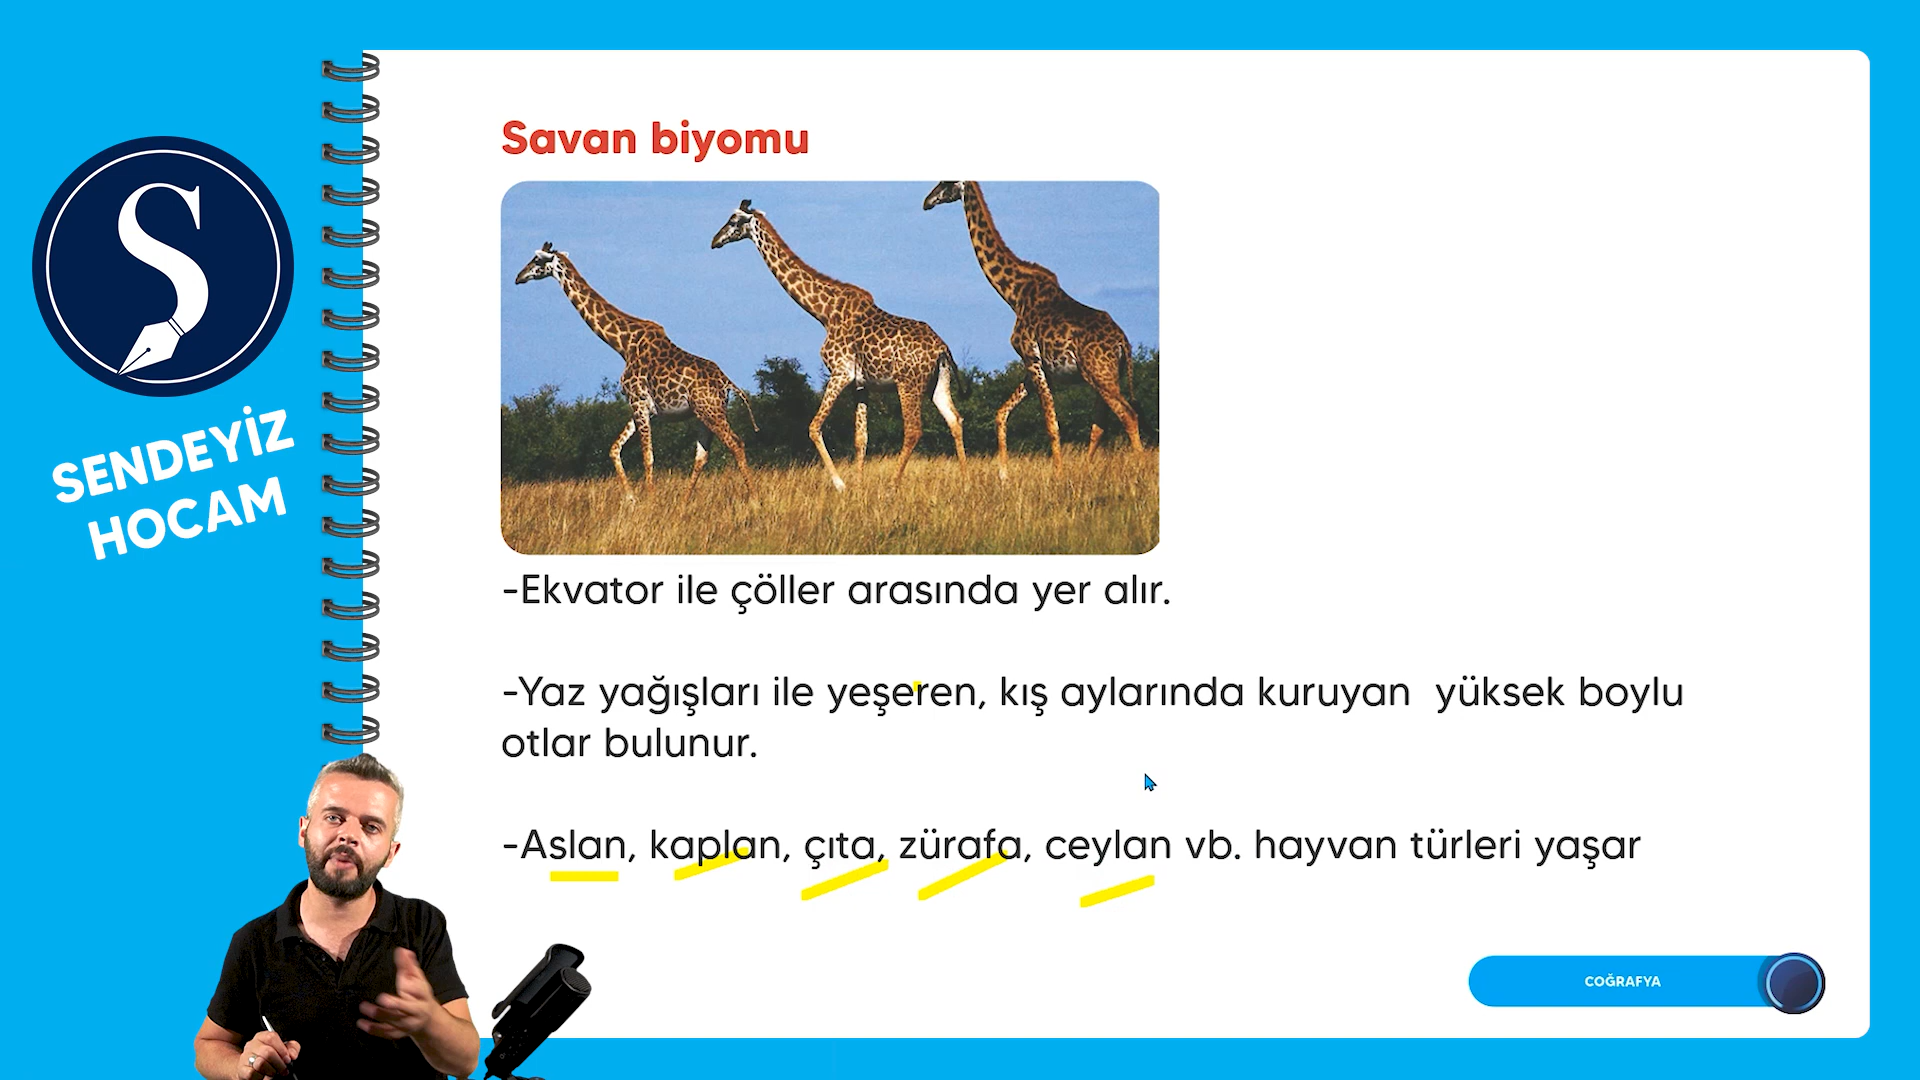 SENDEYİZ
HOCAM
Savan biyomu
-Ekvator ile çöller arasında yer alır.
-Yaz yağışları ile yeşeren, kış aylarında kuruyan yüksek boylu
otlar bulunur.
-Aslan, kaplan, çıta, zürafa, ceylan vb. hayvan türleri yaşar
COĞRAFYA